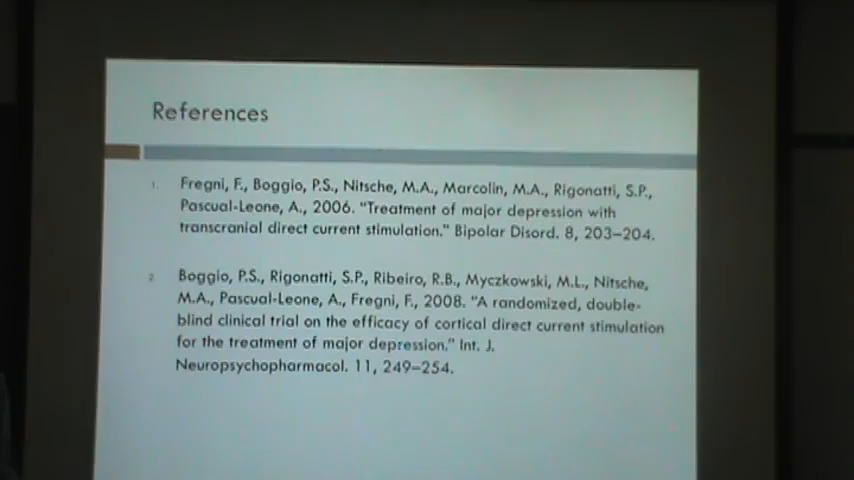 References
1. Fregni, F., Boggio, P.S., Nitsche, M.A., Marcolin, M.A., Rigonatti, S.P.,
Pascual-Leone, A., 2006. "Treatment of major depression with
transcranial direct current stimulation." Bipolar Disord. 8, 203–204.
2. Boggio, P.S., Rigonatti, S.P., Ribeiro, R.B., Myczkowski, M.L., Nitsche,
M.A., Pascual-Leone, A., Fregni, F., 2008. "A randomized, double-
blind clinical trial on the efficacy of cortical direct current stimulation
for the treatment of major depression." Int. J.
Neuropsychopharmacol. 11, 249–254.